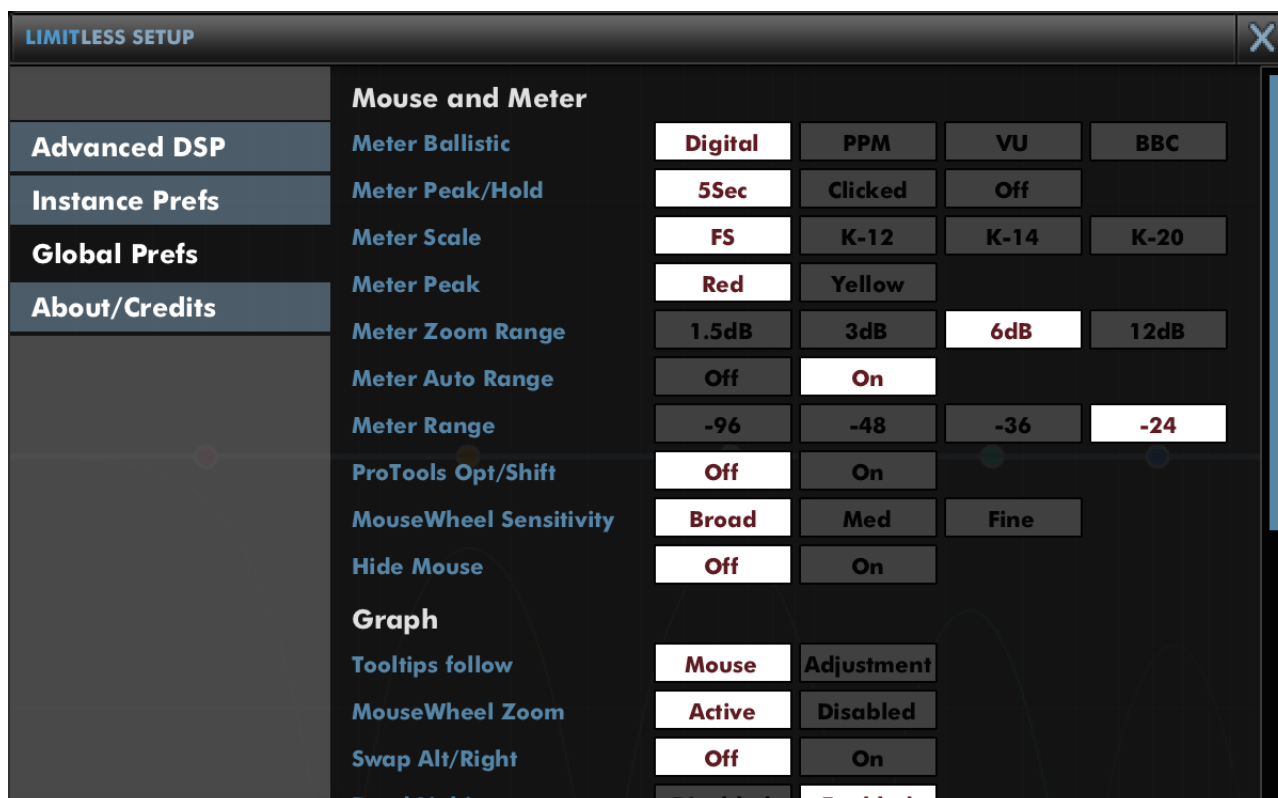 LIMITLESS SETUP X
Advanced DSP
Instance Prefs
Global Prefs
About/Credits
Mouse and Meter
Meter Ballistic Digital PPM VU BBC
Meter Peak/Hold 5Sec Clicked Off
Meter Scale FS K-12 K-14 K-20
Meter Peak Red Yellow
Meter Zoom Range 1.5dB 3dB 6dB 12dB
Meter Auto Range Off On
Meter Range -96 -48 -36 -24
ProTools Opt/Shift Off On
MouseWheel Sensitivity Broad Med Fine
Hide Mouse Off On
Graph
Tooltips follow Mouse Adjustment
MouseWheel Zoom Active Disabled
Swap Alt/Right Off On